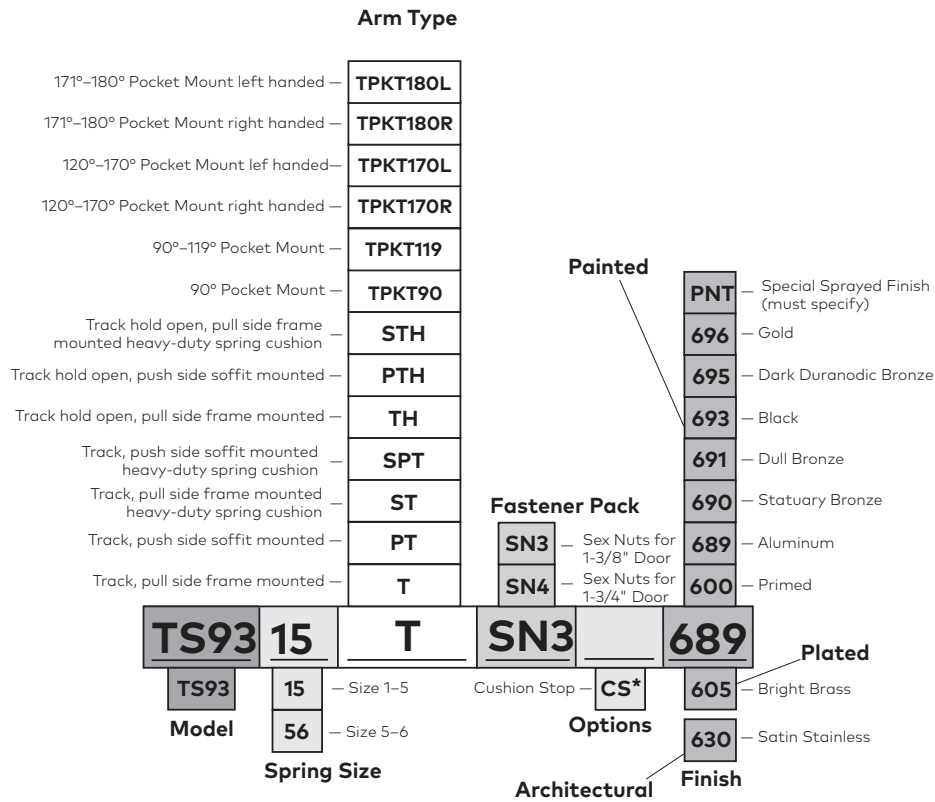 Arm Type
171°–180° Pocket Mount left handed
TPKT180L
171°–180° Pocket Mount right handed
TPKT180R
120°–170° Pocket Mount lef handed
TPKT170L
120°–170° Pocket Mount right handed
TPKT170R
90°–119° Pocket Mount
TPKT119
90° Pocket Mount
TPKT90
Track hold open, pull side frame
mounted heavy-duty spring cushion
STH
Track hold open, push side soffit mounted
PTH
Track hold open, pull side frame mounted
TH
Track, push side soffit mounted
heavy-duty spring cushion
SPT
Track, pull side frame mounted
heavy-duty spring cushion
ST
Track, push side soffit mounted
PT
Track, pull side frame mounted
T
Fastener Pack
SN3
Sex Nuts for
1-3/8" Door
SN4
Sex Nuts for
1-3/4" Door
Painted
PNT
Special Sprayed Finish
(must specify)
696
Gold
695
Dark Duranodic Bronze
693
Black
691
Dull Bronze
690
Statuary Bronze
689
Aluminum
600
Primed
TS93 15 T SN3 689
TS93
Model
15
Size 1–5
56
Size 5–6
Spring Size
Cushion Stop
CS*
Options
Plated
605
Bright Brass
630
Satin Stainless
Architectural
Finish